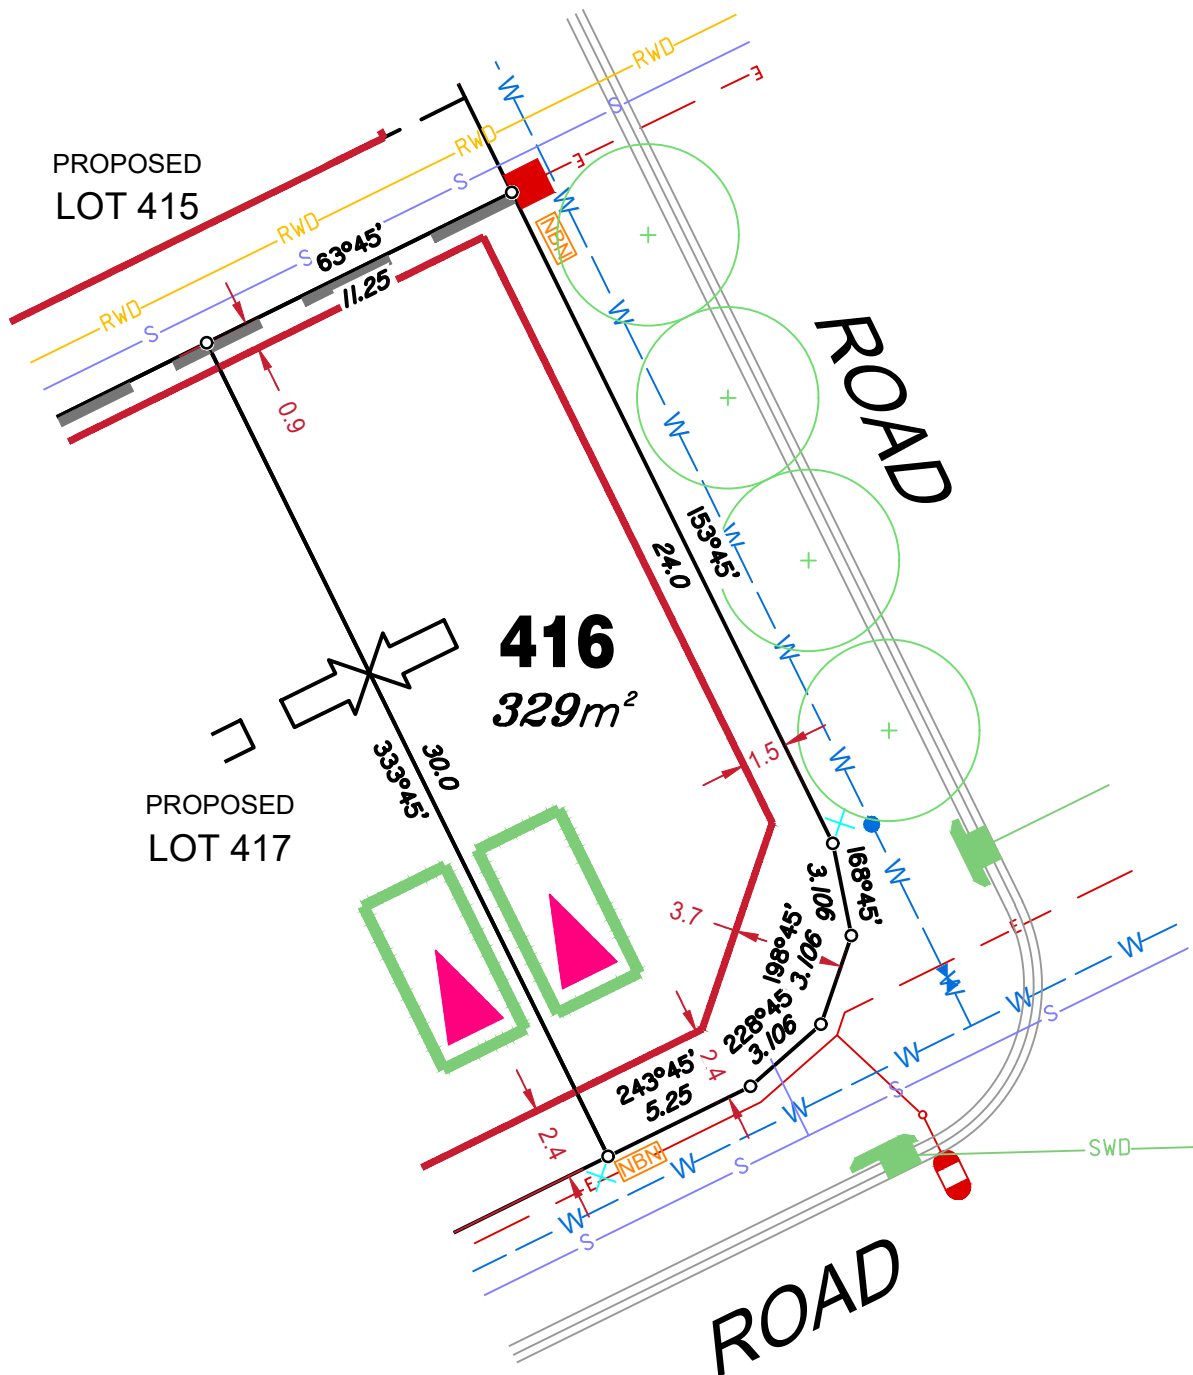 RWD
S
E
W
PROPOSED
LOT 415
RWD
S
E
RWD
S
NBN
W
63°45'
11.25
RWD
S
W
0.9
ROAD
W
153°45'
24.0
W
416
329m²
W
1.5
W
30.0
333°45'
PROPOSED
LOT 417
168°45'
3.106
W
3.7
198°45'
3.106
E
W
W
W
S
228°45
3.106
W
2.4
243°45'
5.25
S
W
2.4
NBN
W
S
SWD
E
W
S
ROAD
ROAD